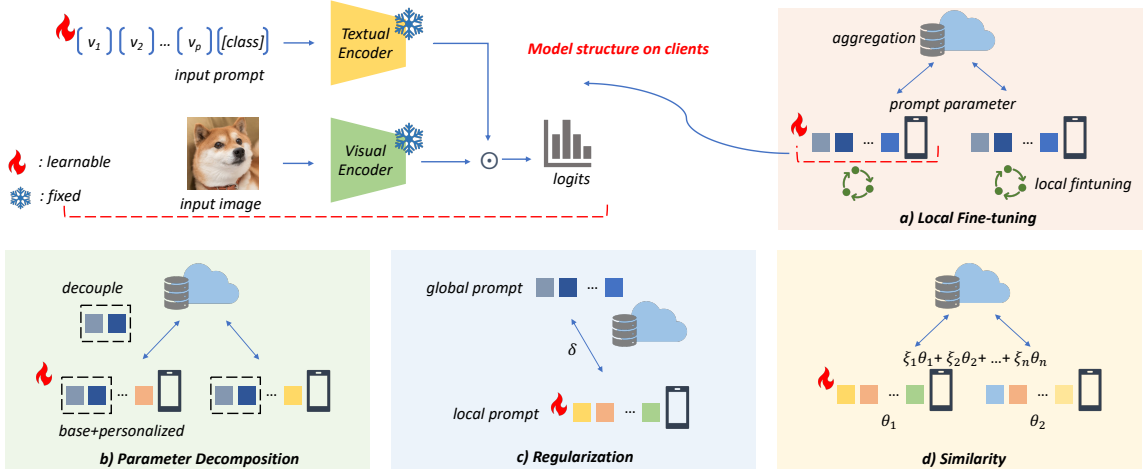 [v1] [v2] ... [vp] [[class]]
input prompt
Textual
Encoder
Model structure on clients
: learnable
: fixed
input image
Visual
Encoder
logits
aggregation
prompt parameter
...
...
local fintuning
a) Local Fine-tuning
decouple
...
...
base+personalized
b) Parameter Decomposition
global prompt
...
δ
local prompt
...
c) Regularization
ξ1θ1+ ξ2θ2+ ...+ ξnθn
...
...
θ1
θ2
d) Similarity